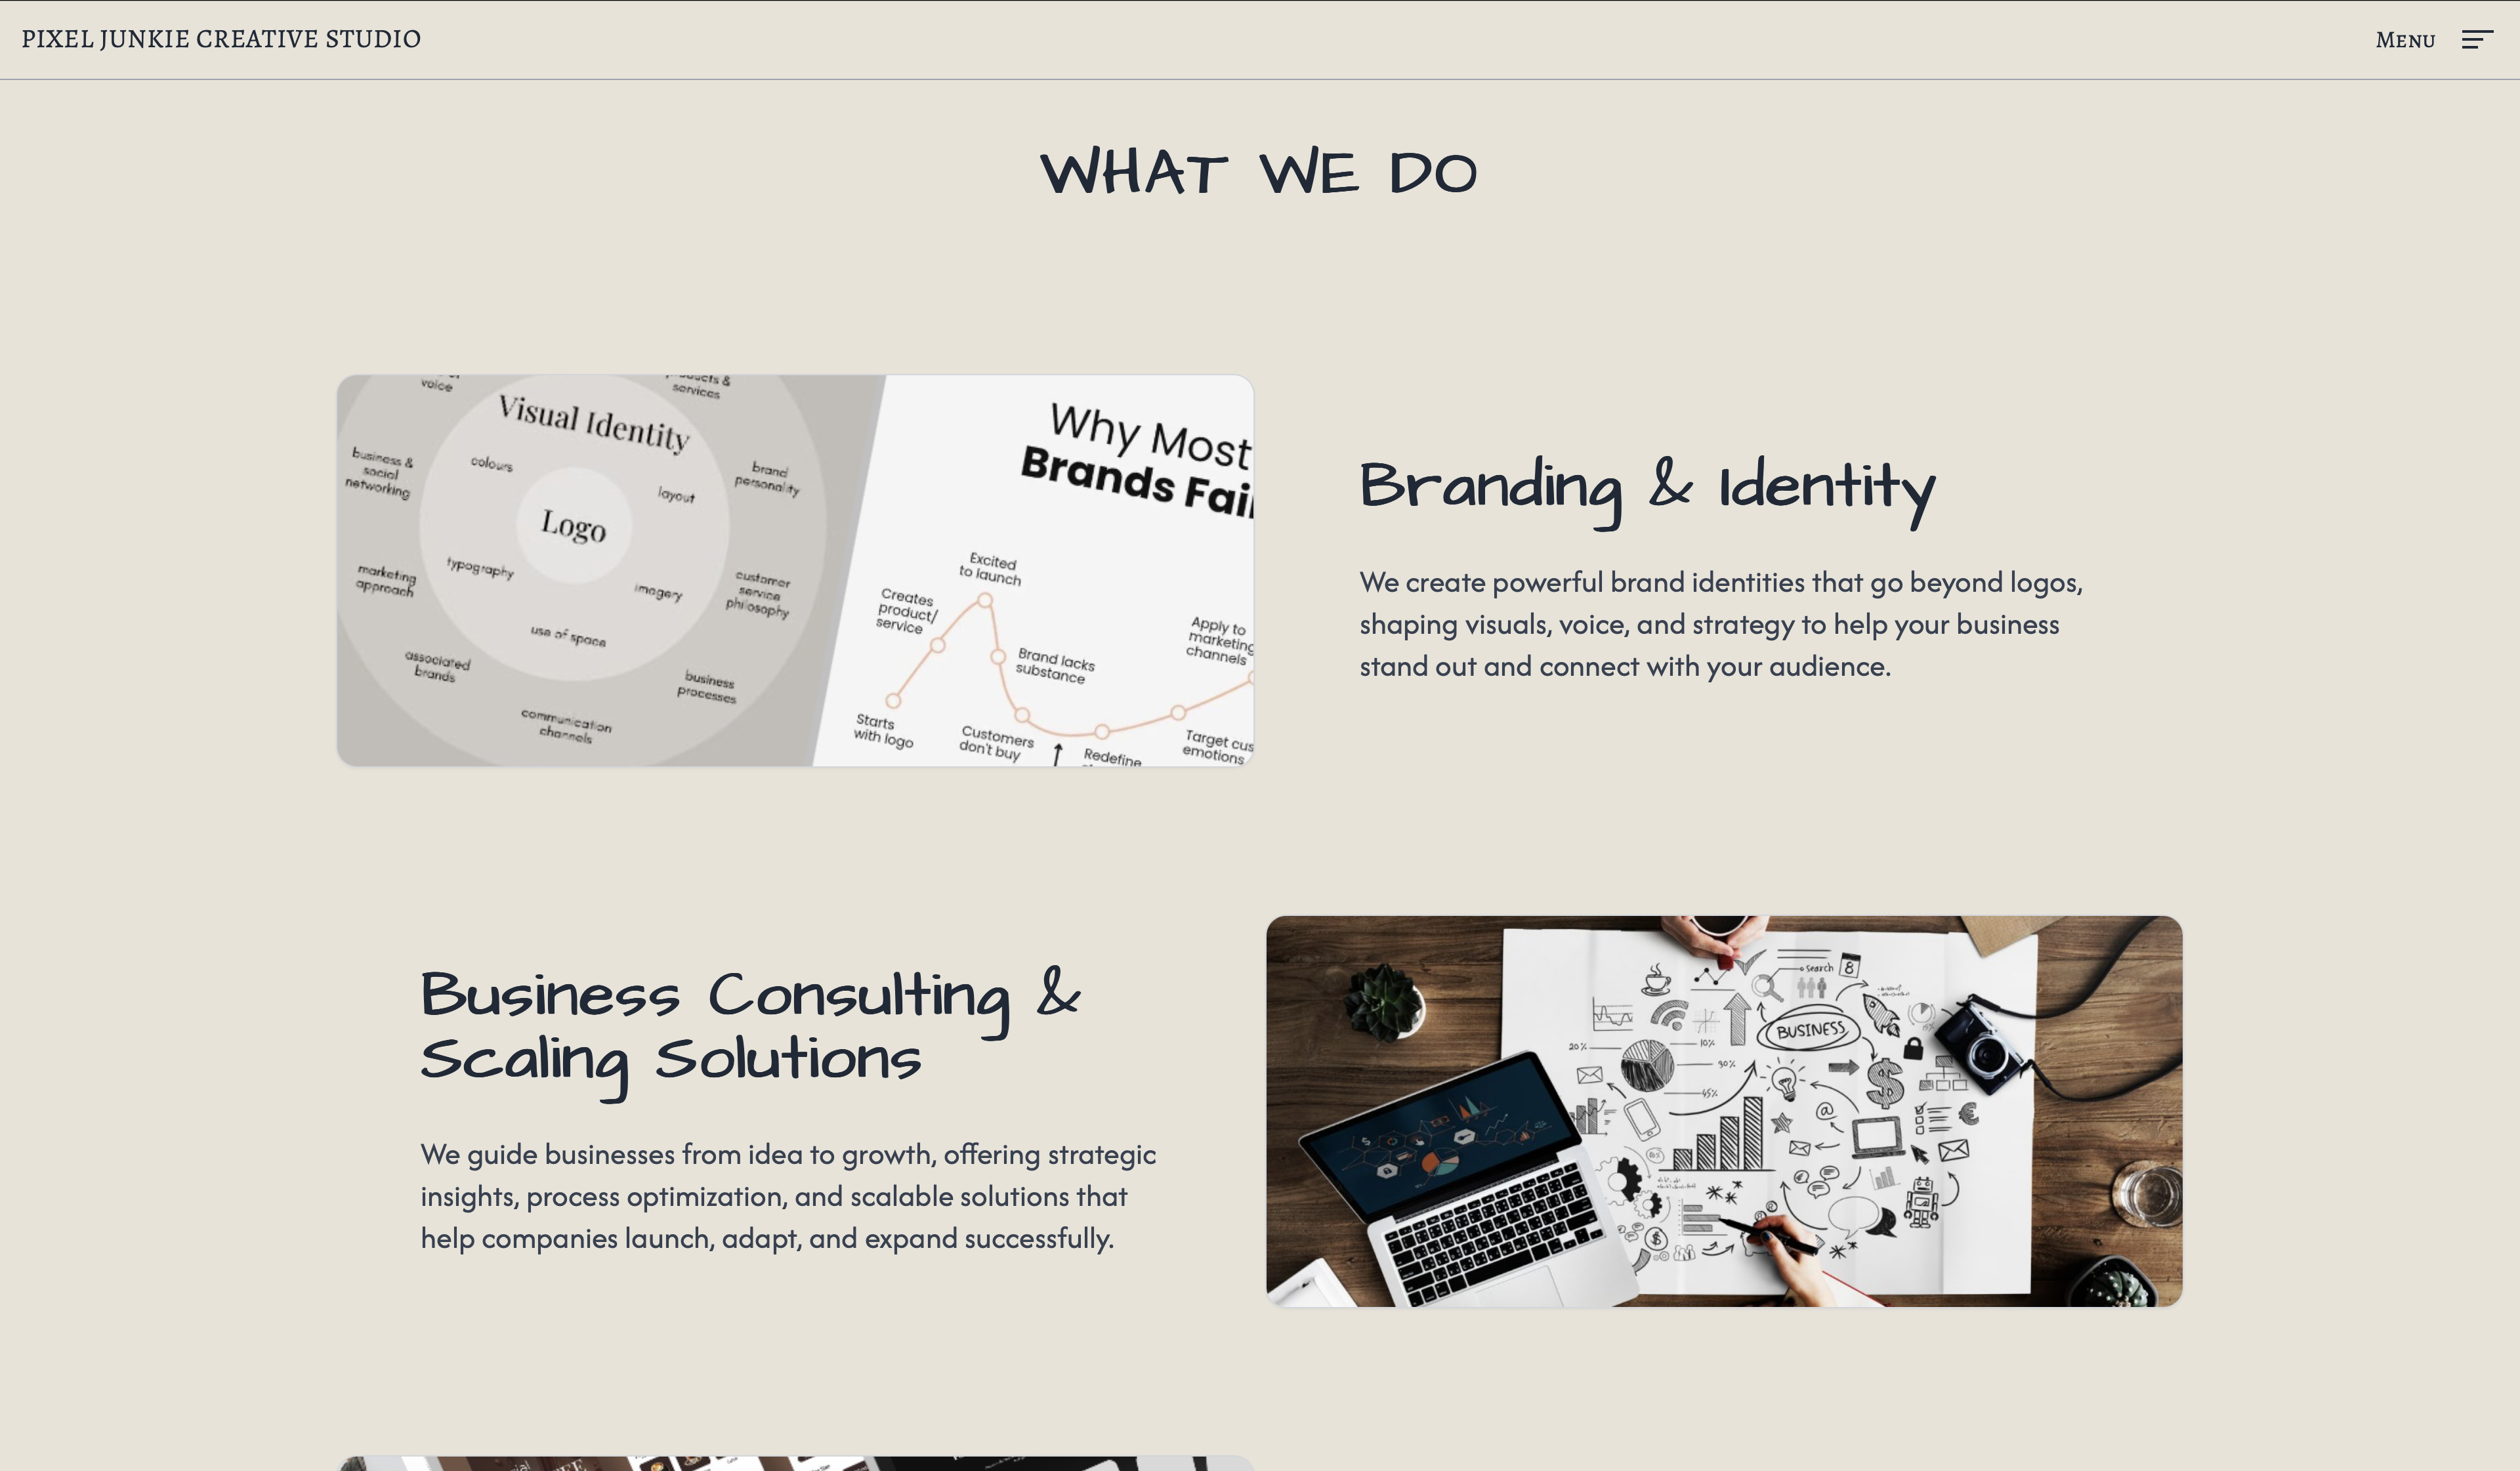 PIXEL JUNKIE CREATIVE STUDIO
Menu
WHAT WE DO
voice
services
Visual Identity
business &
social
networking
colours
layout
brand
personality
Logo
marketing
approach
typography
imagery
customer
service
philosophy
use of space
associated
brands
business
processes
communication
channels
Why Most
Brands Fail
Excited
to launch
Creates
product/
service
Brand lacks
substance
Apply to
marketing
channels
Starts
with logo
Customers
don't buy
Redefine
Target cus
emotions
Branding & Identity
We create powerful brand identities that go beyond logos,
shaping visuals, voice, and strategy to help your business
stand out and connect with your audience.
Business Consulting &
Scaling Solutions
We guide businesses from idea to growth, offering strategic
insights, process optimization, and scalable solutions that
help companies launch, adapt, and expand successfully.
search
8
BUSINESS
20%
10%
90%
45%